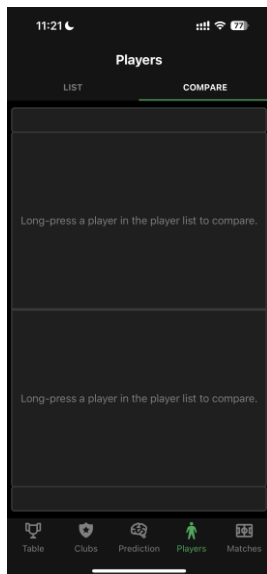 11:21
77
Players
LIST
COMPARE
Long-press a player in the player list to compare.
Long-press a player in the player list to compare.
Table
Clubs
Prediction
Players
Matches